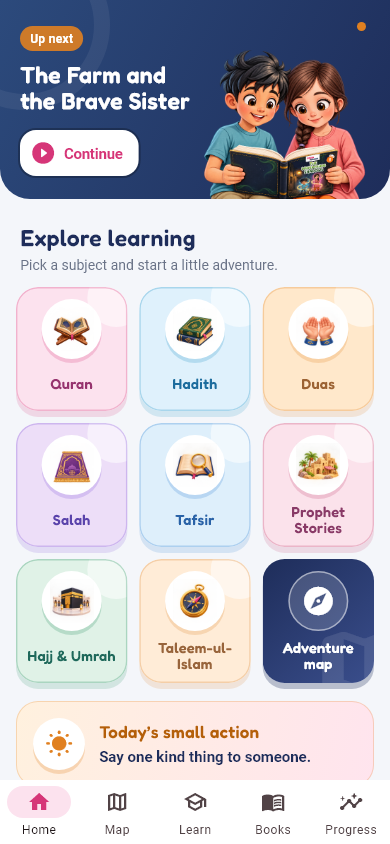 Up next
The Farm and
the Brave Sister
Continue
Explore learning
Pick a subject and start a little adventure.
Quran
Hadith
Duas
Salah
Tafsir
Prophet
Stories
Hajj & Umrah
Taleem-ul-
Islam
Adventure
map
Today's small action
Say one kind thing to someone.
Home
Map
Learn
Books
Progress